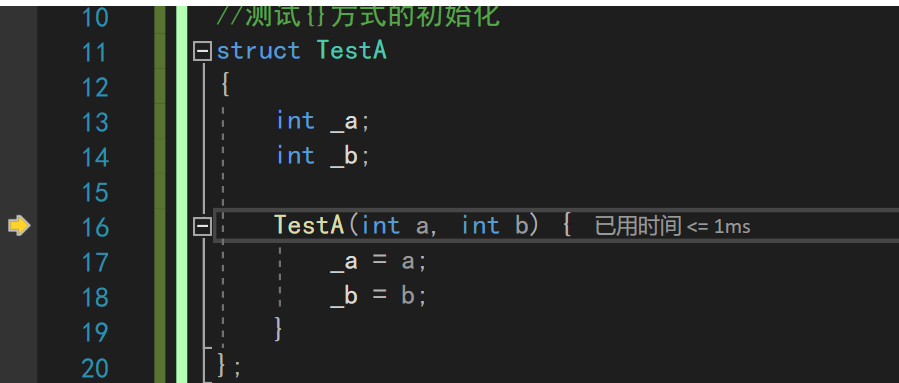 10 //测试{}方式的初始化
11 struct TestA
12 {
13 int _a;
14 int _b;
15
16 TestA(int a, int b) { 已用时间 <= 1ms
17 _a = a;
18 _b = b;
19 }
20 };